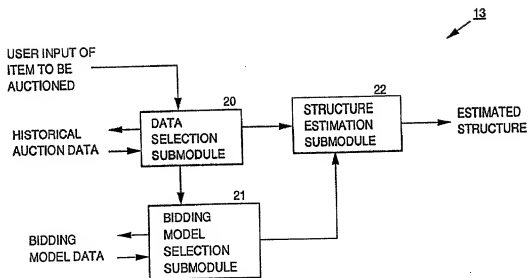 13
USER INPUT OF
ITEM TO BE
AUCTIONED
20
22
DATA
SELECTION
SUBMODULE
STRUCTURE
ESTIMATION
SUBMODULE
ESTIMATED
STRUCTURE
HISTORICAL
AUCTION DATA
21
BIDDING
MODEL
SELECTION
SUBMODULE
BIDDING
MODEL DATA